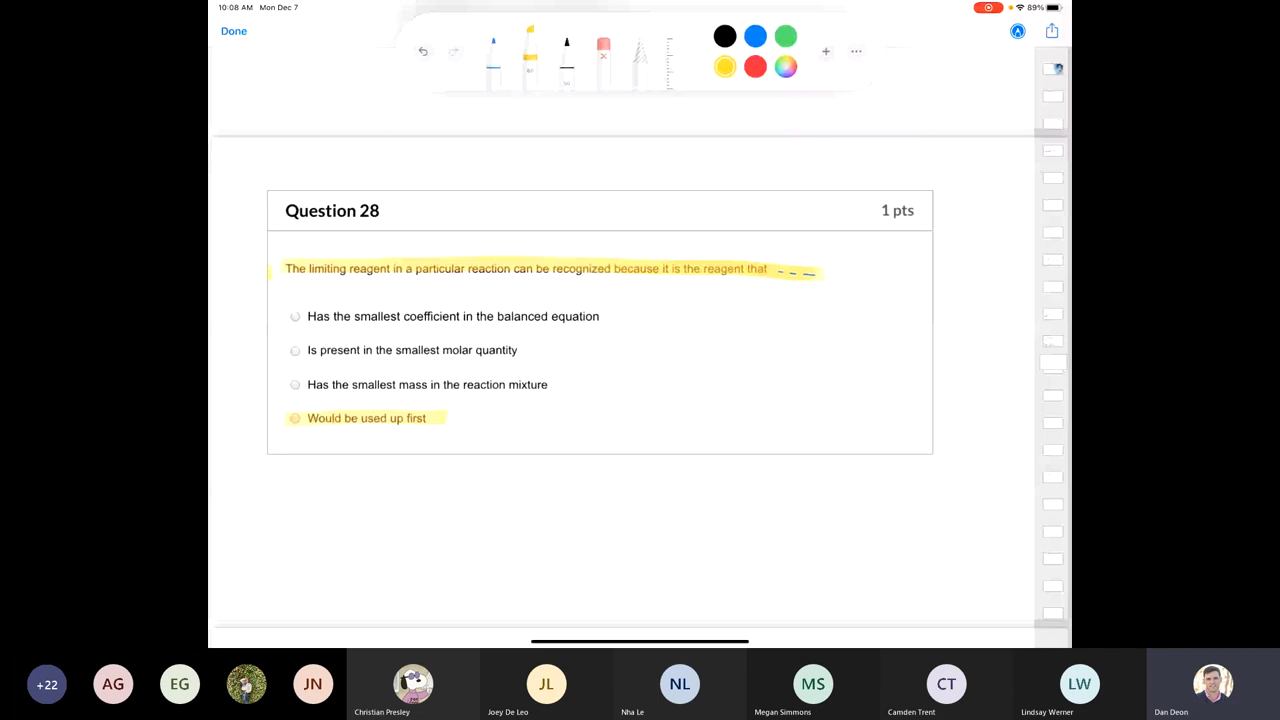 10:08 AM Mon Dec 7
89%
Done
Question 28
1 pts
The limiting reagent in a particular reaction can be recognized because it is the reagent that _ _ _
Has the smallest coefficient in the balanced equation
Is present in the smallest molar quantity
Has the smallest mass in the reaction mixture
Would be used up first
+22
AG
EG
JN
JL
NL
MS
CT
LW
Christian Presley
Joey De Leo
Nha Le
Megan Simmons
Camden Trent
Lindsay Werner
Dan Deon